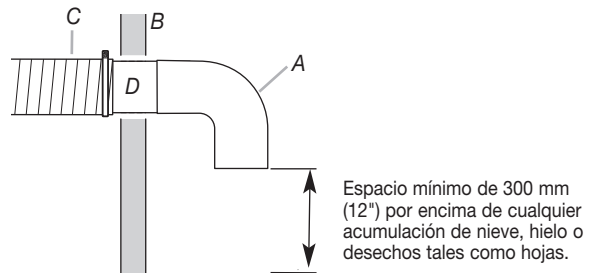 C
B
A
D
Espacio mínimo de 300 mm
(12") por encima de cualquier
acumulación de nieve, hielo o
desechos tales como hojas.